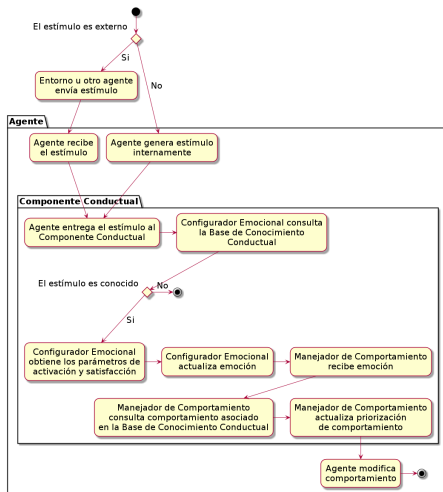 El estímulo es externo
Si
No
Entorno u otro agente
envía estímulo
Agente
Agente recibe
el estímulo
Agente genera estímulo
internamente
Componente Conductual
Agente entrega el estímulo al
Componente Conductual
Configurador Emocional consulta
la Base de Conocimiento
Conductual
El estímulo es conocido
No
Si
Configurador Emocional
obtiene los parámetros de
activación y satisfacción
Configurador Emocional
actualiza emoción
Manejador de Comportamiento
recibe emoción
Manejador de Comportamiento
consulta comportamiento asociado
en la Base de Conocimiento Conductual
Manejador de Comportamiento
actualiza priorización
de comportamiento
Agente modifica
comportamiento